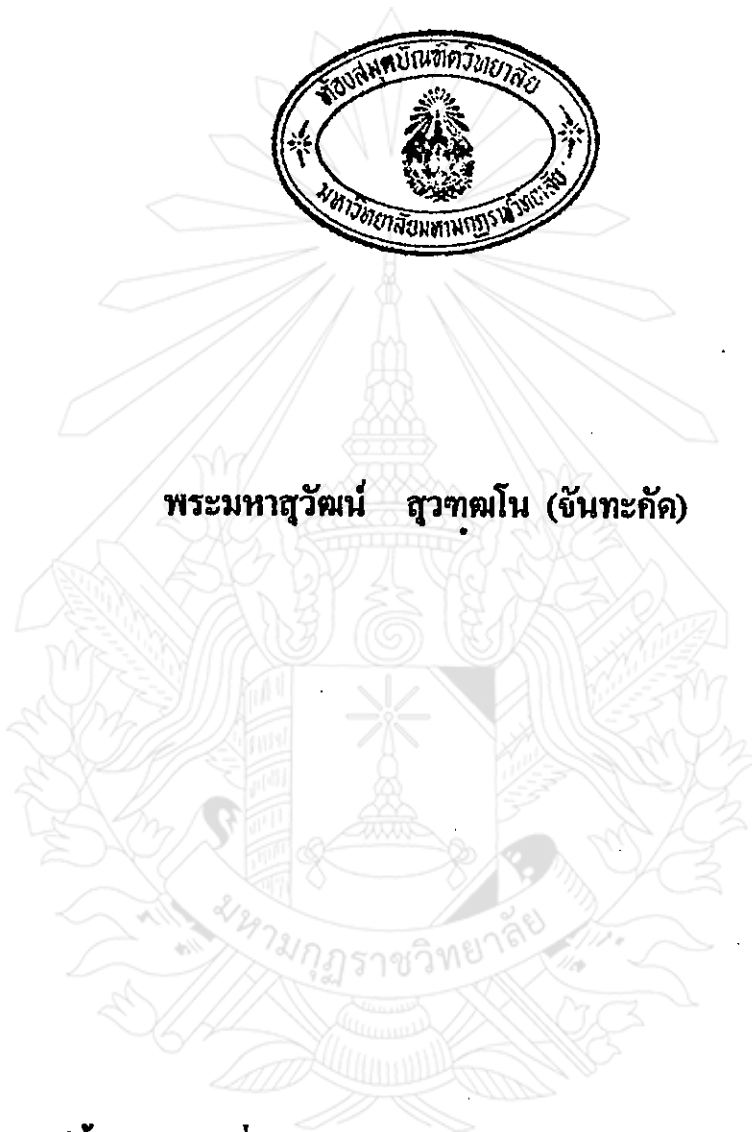 ห้องสมุดบัณฑิตวิทยาลัย
มหาวิทยาลัยมหามกุฏราชวิทยาลัย
พระมหาสุวัฒน์ สุวฑฺฒโน (จันทะคัด)
มหามกุฏราชวิทยาลัย